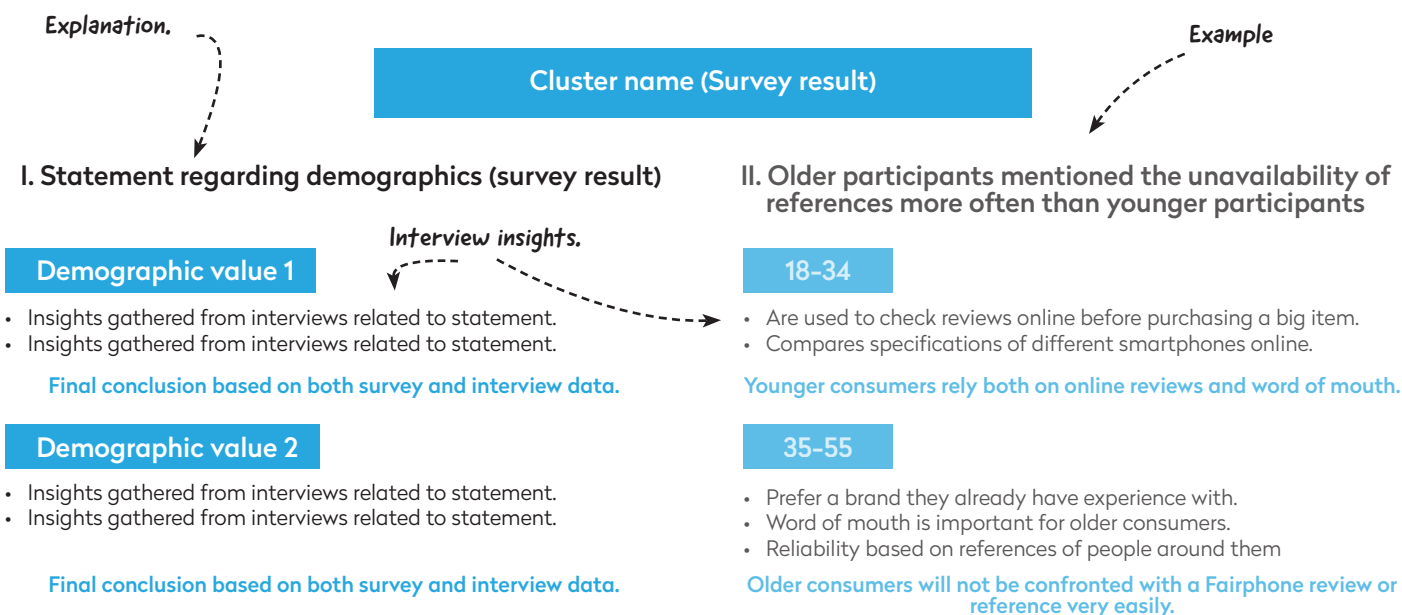 Explanation.
Example
Cluster name (Survey result)
I. Statement regarding demographics (survey result)
Interview insights.
Demographic value 1
• Insights gathered from interviews related to statement.
• Insights gathered from interviews related to statement.
Final conclusion based on both survey and interview data.
Demographic value 2
• Insights gathered from interviews related to statement.
• Insights gathered from interviews related to statement.
Final conclusion based on both survey and interview data.
II. Older participants mentioned the unavailability of
references more often than younger participants
18-34
• Are used to check reviews online before purchasing a big item.
• Compares specifications of different smartphones online.
Younger consumers rely both on online reviews and word of mouth.
35-55
• Prefer a brand they already have experience with.
• Word of mouth is important for older consumers.
• Reliability based on references of people around them
Older consumers will not be confronted with a Fairphone review or
reference very easily.